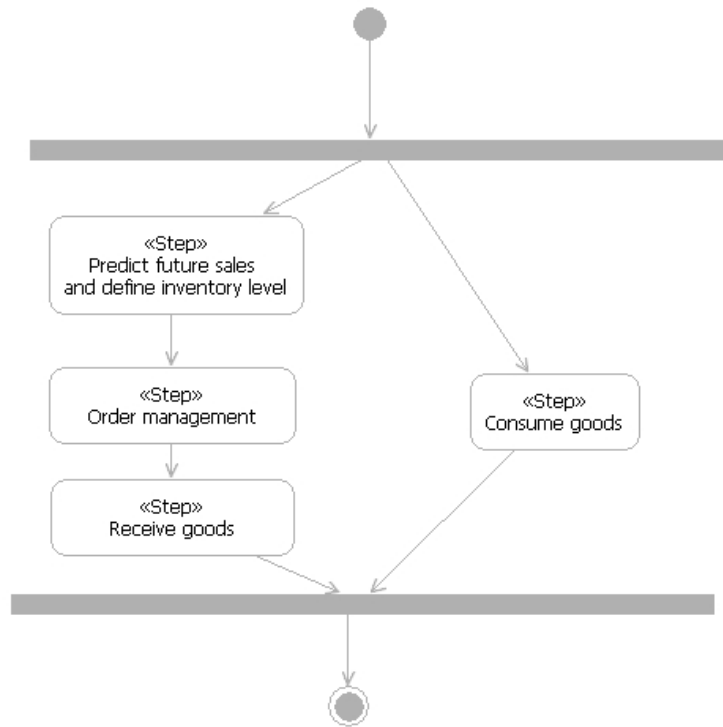 «Step»
Predict future sales
and define inventory level
«Step»
Order management
«Step»
Consume goods
«Step»
Receive goods